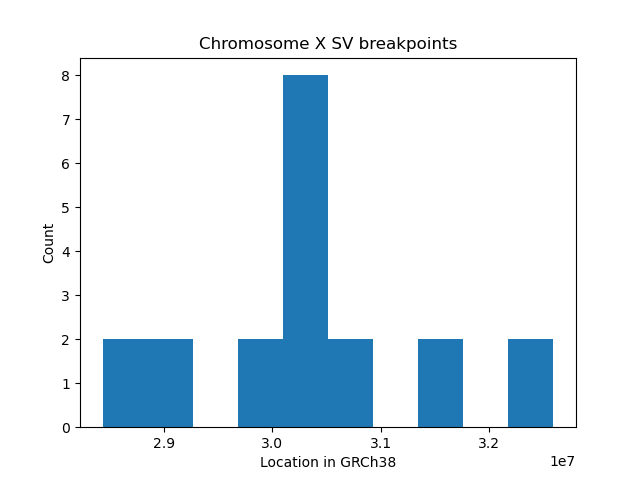 Chromosome X SV breakpoints
8
7
6
5
4
3
2
1
0
Count
2.9 3.0 3.1 3.2
1e7
Location in GRCh38